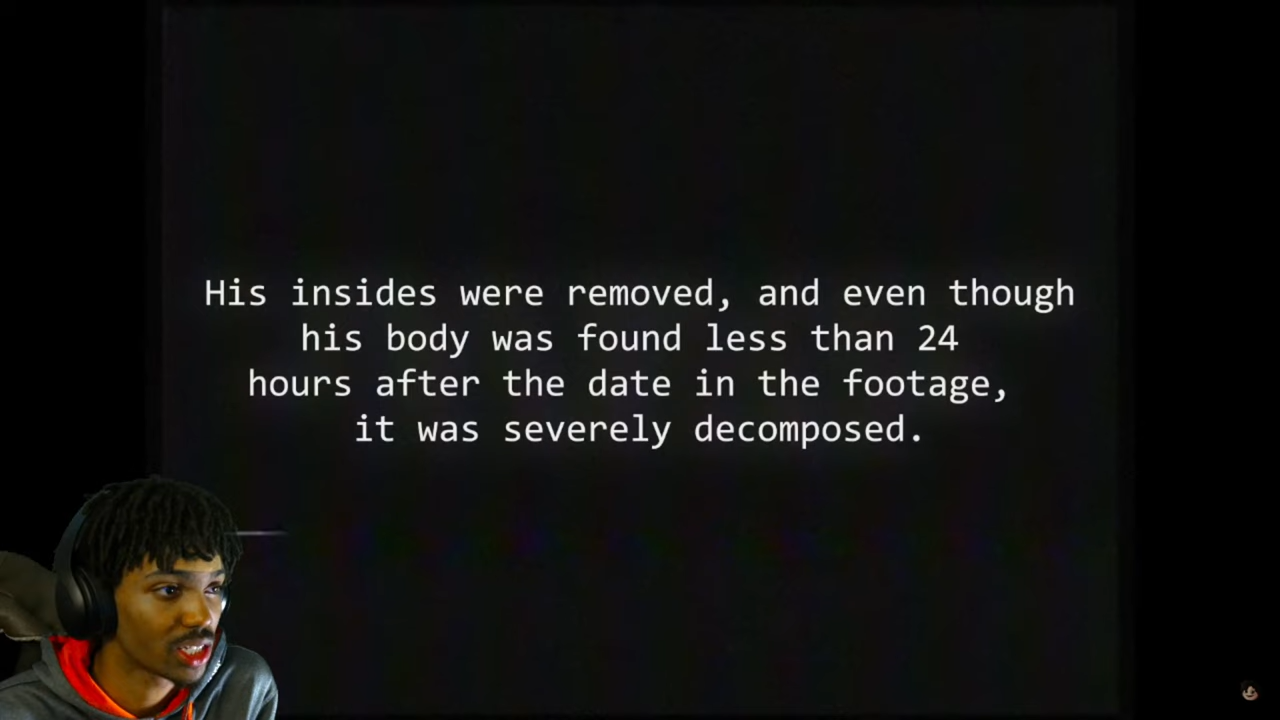 His insides were removed, and even though
his body was found less than 24
hours after the date in the footage,
it was severely decomposed.